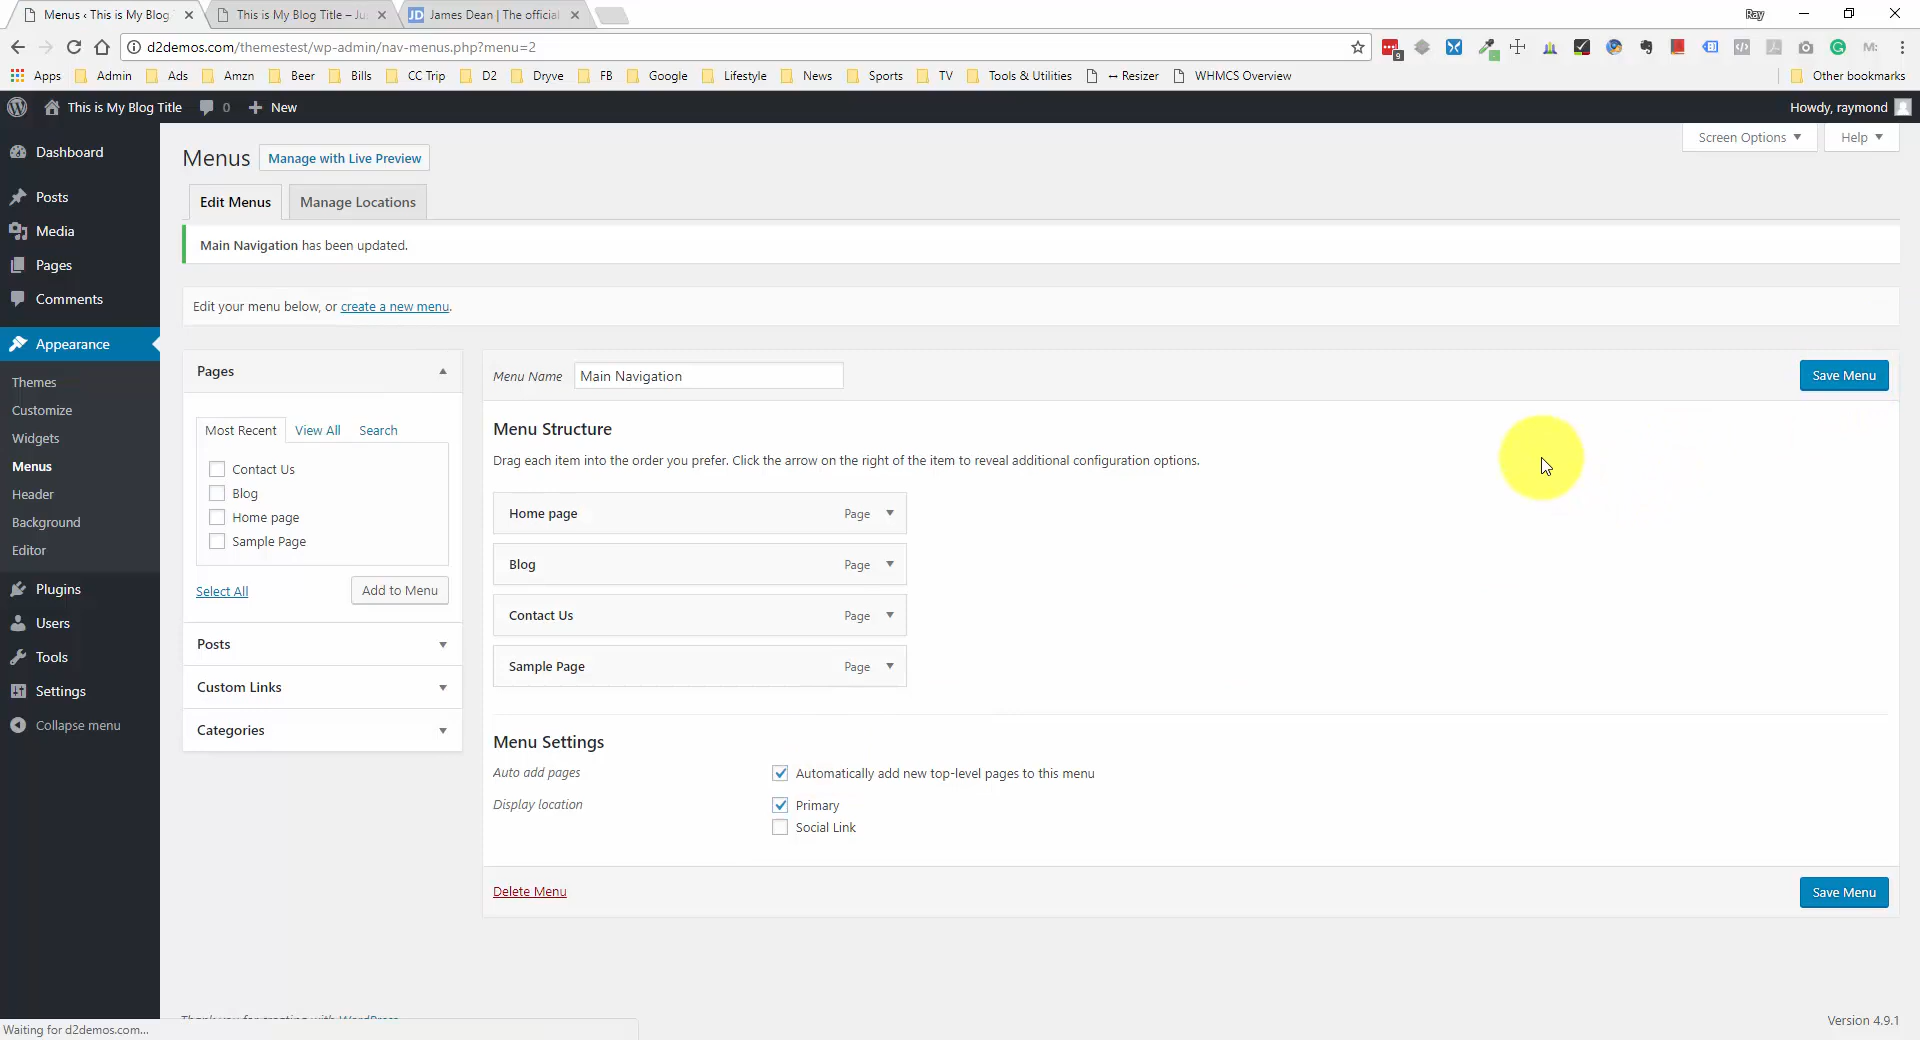 Menus ‹ This is My Blog
This is My Blog Title – Ju
JD James Dean | The official
Ray
d2demos.com/themestest/wp-admin/nav-menus.php?menu=2
9
M:
Apps
Admin
Ads
Amzn
Beer
Bills
CC Trip
D2
Dryve
FB
Google
Lifestyle
News
Sports
TV
Tools & Utilities
↔ Resizer
WHMCS Overview
Other bookmarks
This is My Blog Title
0
New
Howdy, raymond
Dashboard
Posts
Media
Pages
Comments
Appearance
Themes
Customize
Widgets
Menus
Header
Background
Editor
Plugins
Users
Tools
Settings
Collapse menu
Screen Options
Help
Menus
Manage with Live Preview
Edit Menus
Manage Locations
Main Navigation has been updated.
Edit your menu below, or create a new menu.
Pages
Most Recent
View All
Search
Contact Us
Blog
Home page
Sample Page
Select All
Add to Menu
Posts
Custom Links
Categories
Menu Name
Main Navigation
Save Menu
Menu Structure
Drag each item into the order you prefer. Click the arrow on the right of the item to reveal additional configuration options.
Home page
Page
Blog
Page
Contact Us
Page
Sample Page
Page
Menu Settings
Auto add pages
Automatically add new top-level pages to this menu
Display location
Primary
Social Link
Delete Menu
Save Menu
Thank you for creating with WordPress
Version 4.9.1
Waiting for d2demos.com...